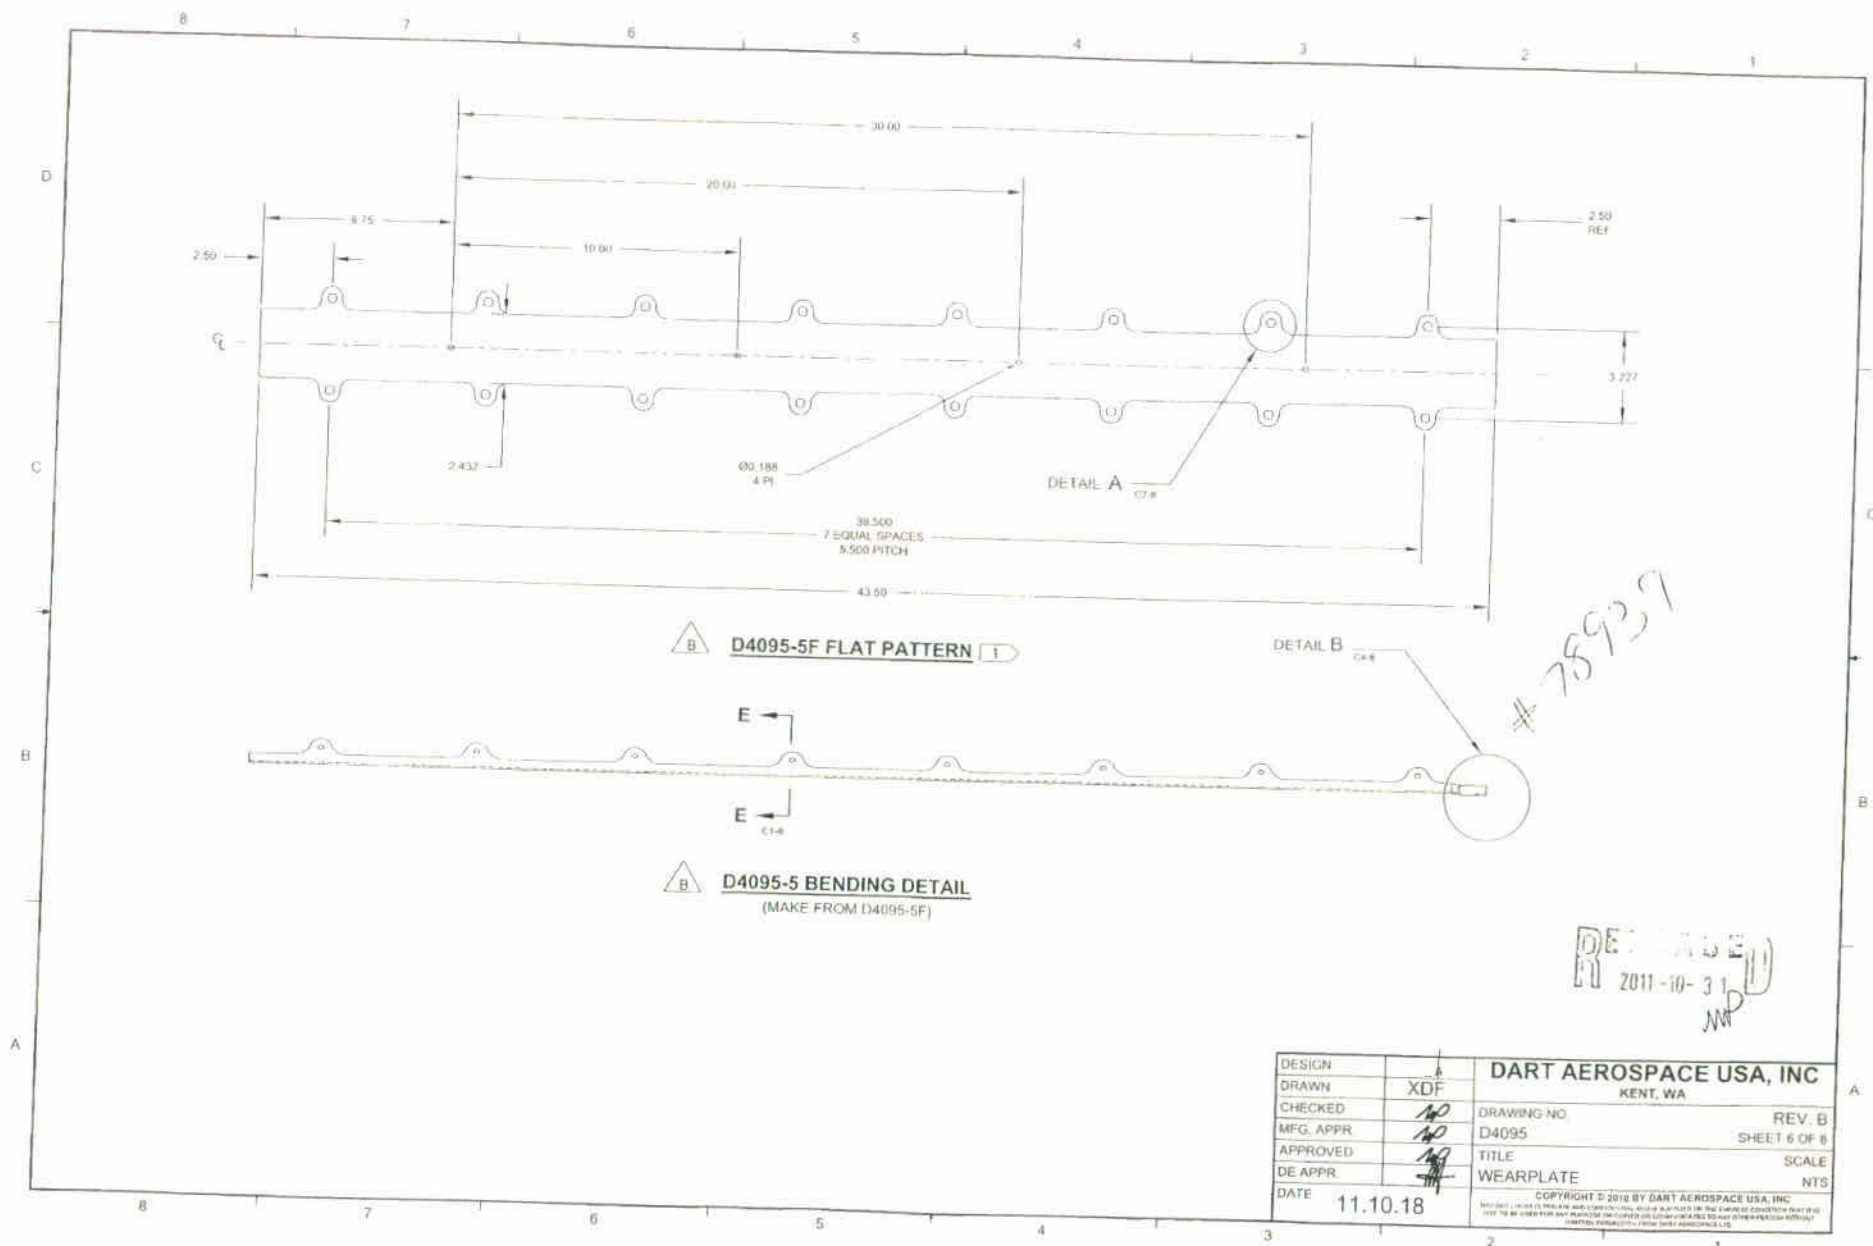 8 7 6 5 4 3 2 1
D
30.00
20.00
6.75
2.50
REF
2.50
10.00
3.227
C
2.432
Ø0.188
4 PL
DETAIL A
C7-8
C
38.500
7 EQUAL SPACES
5.500 PITCH
43.50
B D4095-5F FLAT PATTERN 1
DETAIL B
# 78939
E
B
B
E
B D4095-5 BENDING DETAIL
(MAKE FROM D4095-5F)
2011-10-31
A
A
DESIGN
DRAWN XDF
CHECKED
MFG. APPR.
APPROVED
DE APPR.
DATE 11.10.18
DART AEROSPACE USA, INC
KENT, WA
DRAWING NO. REV. B
D4095 SHEET 6 OF 8
TITLE SCALE
WEARPLATE NTS
COPYRIGHT © 2010 BY DART AEROSPACE USA, INC
8 7 6 5 4 3 2 1